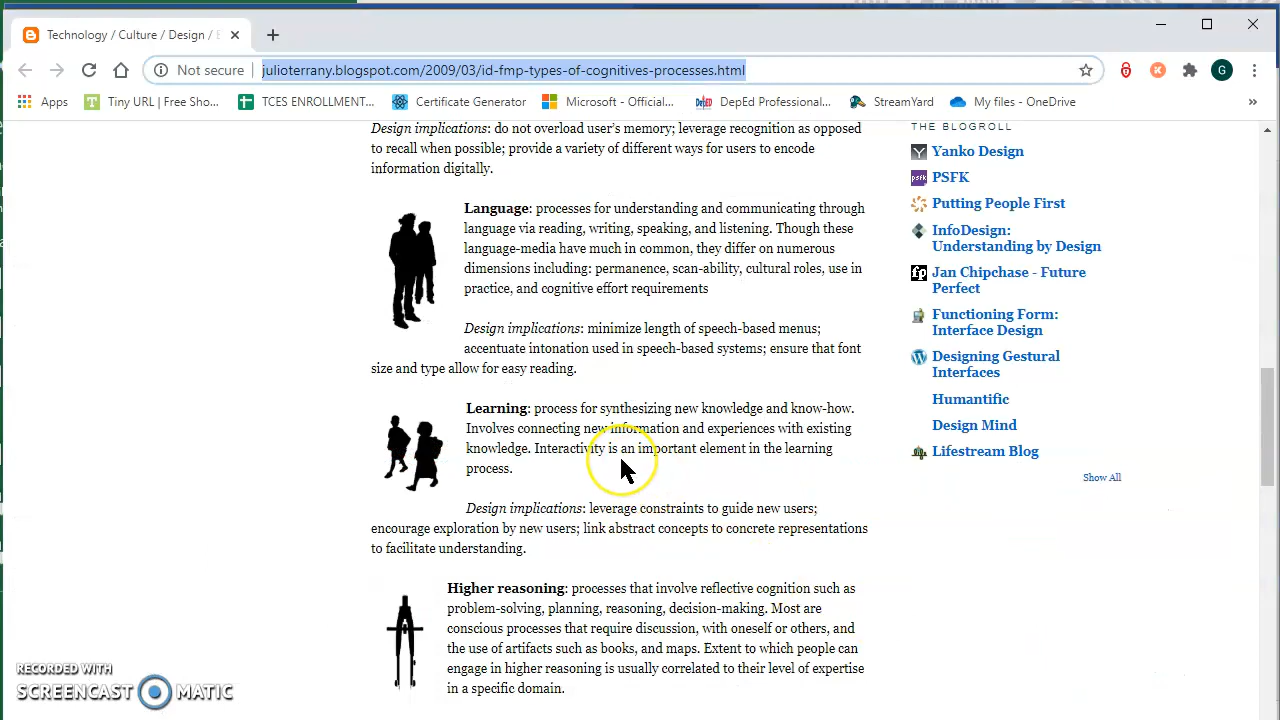 Technology / Culture / Design /
Not secure
julioterrany.blogspot.com/2009/03/id-fmp-types-of-cognitives-processes.html
G
Apps
Tiny URL | Free Sho...
TCES ENROLLMENT...
Certificate Generator
Microsoft - Official...
DepEd Professional...
StreamYard
My files - OneDrive
Design implications: do not overload user's memory; leverage recognition as opposed
to recall when possible; provide a variety of different ways for users to encode
information digitally.
Language: processes for understanding and communicating through
language via reading, writing, speaking, and listening. Though these
language-media have much in common, they differ on numerous
dimensions including: permanence, scan-ability, cultural roles, use in
practice, and cognitive effort requirements
Design implications: minimize length of speech-based menus;
accentuate intonation used in speech-based systems; ensure that font
size and type allow for easy reading.
Learning: process for synthesizing new knowledge and know-how.
Involves connecting new information and experiences with existing
knowledge. Interactivity is an important element in the learning
process.
Design implications: leverage constraints to guide new users;
encourage exploration by new users; link abstract concepts to concrete representations
to facilitate understanding.
Higher reasoning: processes that involve reflective cognition such as
problem-solving, planning, reasoning, decision-making. Most are
conscious processes that require discussion, with oneself or others, and
the use of artifacts such as books, and maps. Extent to which people can
engage in higher reasoning is usually correlated to their level of expertise
in a specific domain.
THE BLOGROLL
Yanko Design
PSFK
Putting People First
InfoDesign:
Understanding by Design
Jan Chipchase - Future
Perfect
Functioning Form:
Interface Design
Designing Gestural
Interfaces
Humantific
Design Mind
Lifestream Blog
Show All
RECORDED WITH
SCREENCAST MATIC